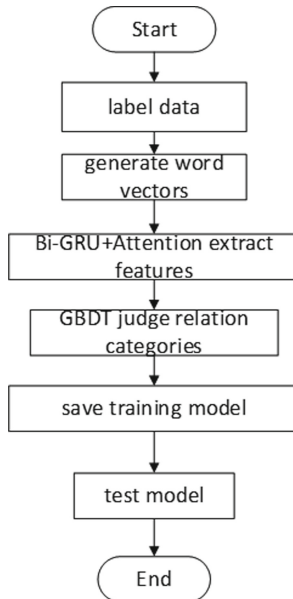 Start
label data
generate word
vectors
Bi-GRU+Attention extract
features
GBDT judge relation
categories
save training model
test model
End